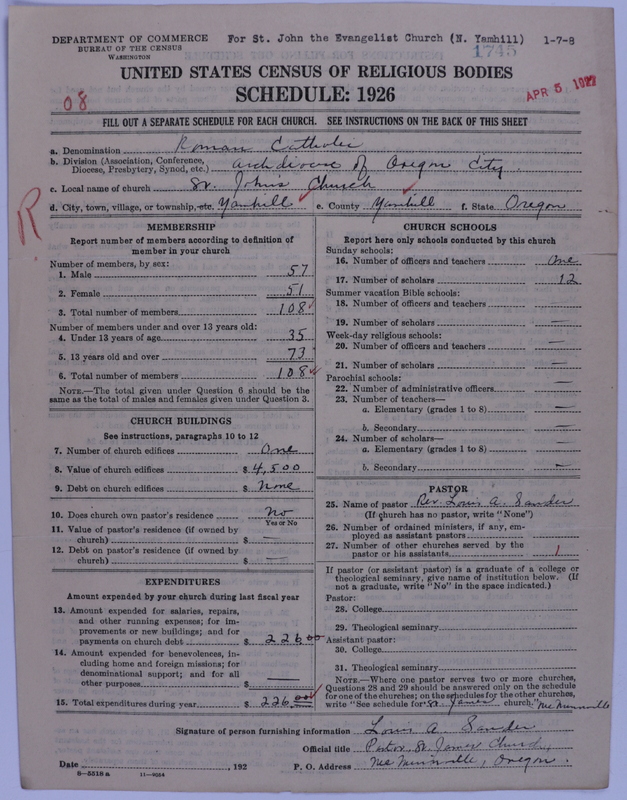 DEPARTMENT OF COMMERCE
BUREAU OF THE CENSUS
WASHINGTON
For St. John the Evangelist Church (N. Yamhill) 1-7-8
1745
UNITED STATES CENSUS OF RELIGIOUS BODIES
SCHEDULE: 1926
08
APR 5 1927
FILL OUT A SEPARATE SCHEDULE FOR EACH CHURCH. SEE INSTRUCTIONS ON THE BACK OF THIS SHEET
a. Denomination Roman Catholic
b. Division (Association, Conference, Diocese, Presbytery, Synod, etc.) Archdiocese of Oregon City
c. Local name of church St. John's Church
d. City, town, village, or township, etc. Yamhill e. County Yamhill f. State Oregon
R
MEMBERSHIP
Report number of members according to definition of
member in your church
Number of members, by sex:
1. Male 57
2. Female 51
3. Total number of members 108
Number of members under and over 13 years old:
4. Under 13 years of age 35
5. 13 years old and over 73
6. Total number of members 108
NOTE.—The total given under Question 6 should be the
same as the total of males and females given under Question 3.
CHURCH BUILDINGS
See instructions, paragraphs 10 to 12
7. Number of church edifices One
8. Value of church edifices $ 4,500
9. Debt on church edifices $ None
10. Does church own pastor's residence No
Yes or No
11. Value of pastor's residence (if owned by
church) $ —
12. Debt on pastor's residence (if owned by
church) $ —
EXPENDITURES
Amount expended by your church during last fiscal year
13. Amount expended for salaries, repairs,
and other running expenses; for im-
provements or new buildings; and for
payments on church debt $ 226 00
14. Amount expended for benevolences, in-
cluding home and foreign missions; for
denominational support; and for all
other purposes $ —
15. Total expenditures during year $ 226.00
CHURCH SCHOOLS
Report here only schools conducted by this church
Sunday schools:
16. Number of officers and teachers One
17. Number of scholars 12
Summer vacation Bible schools:
18. Number of officers and teachers —
19. Number of scholars —
Week-day religious schools:
20. Number of officers and teachers —
21. Number of scholars —
Parochial schools:
22. Number of administrative officers —
23. Number of teachers—
a. Elementary (grades 1 to 8) —
b. Secondary —
24. Number of scholars—
a. Elementary (grades 1 to 8) —
b. Secondary —
PASTOR
25. Name of pastor Rev. Louis A. Sander
(If church has no pastor, write "None")
26. Number of ordained ministers, if any, em-
ployed as assistant pastors
27. Number of other churches served by the
pastor or his assistants 1
If pastor (or assistant pastor) is a graduate of a college or
theological seminary, give name of institution below. (If
not a graduate, write "No" in the space indicated.)
Pastor:
28. College
29. Theological seminary
Assistant pastor:
30. College
31. Theological seminary
NOTE.—Where one pastor serves two or more churches,
Questions 28 and 29 should be answered only on the schedule
for one of the churches; on the schedules for the other churches,
write "See schedule for St. James church." McMinnville
Signature of person furnishing information Louis A. Sander
Official title Pastor, St. James Church,
Date , 192 P. O. Address McMinnville, Oregon.
8—5518 a 11—9054